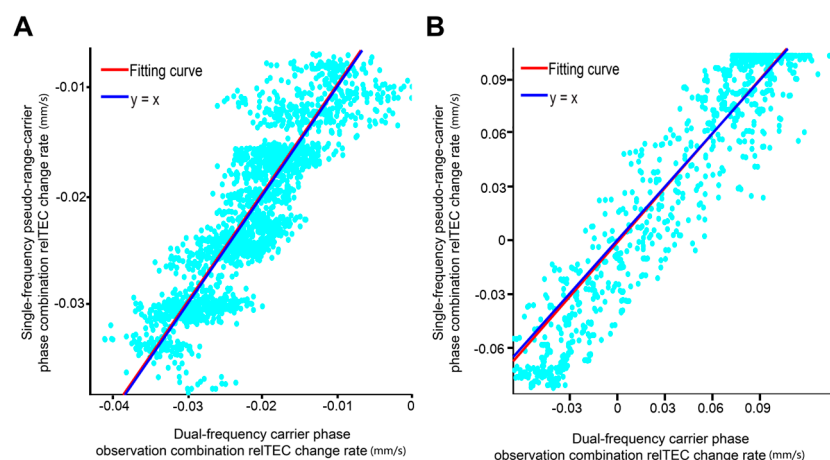 A
Single-frequency pseudo-range-carrier
phase combination relTEC change rate (mm/s)
-0.01
-0.02
-0.03
Fitting curve
y = x
-0.04
-0.03
-0.02
-0.01
0
Dual-frequency carrier phase
observation combination relTEC change rate (mm/s)
B
Single-frequency pseudo-range-carrier
phase combination relTEC change rate (mm/s)
0.09
0.06
0.03
0
-0.03
-0.06
Fitting curve
y = x
-0.03
0
0.03
0.06
0.09
Dual-frequency carrier phase
observation combination relTEC change rate (mm/s)